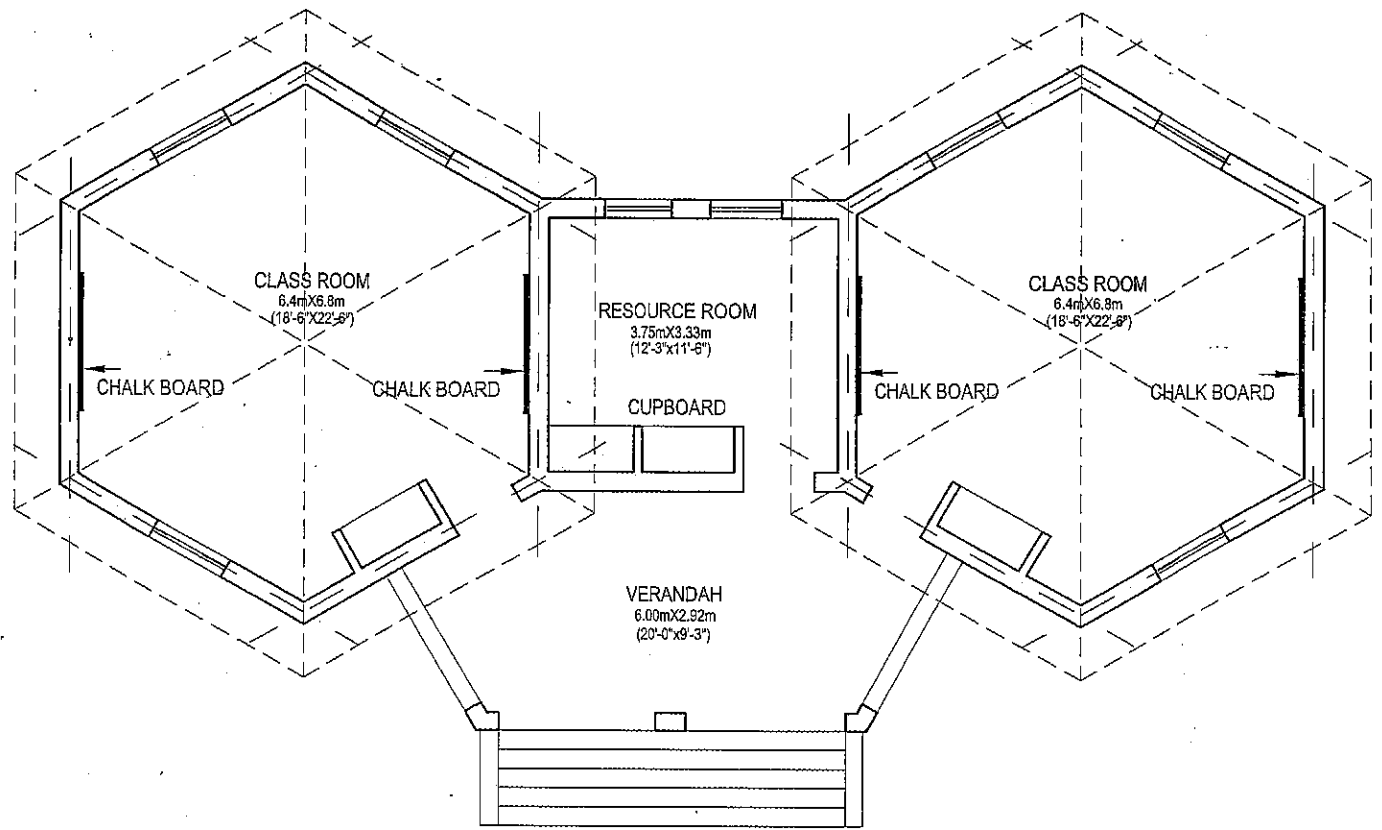 CLASS ROOM
6.4mX6.8m
(18'-6"X22'-6")
CHALK BOARD
CHALK BOARD
RESOURCE ROOM
3.75mX3.33m
(12'-3"x11'-6")
CUPBOARD
CLASS ROOM
6.4mX6.8m
(18'-6"X22'-6")
CHALK BOARD
CHALK BOARD
VERANDAH
6.00mX2.92m
(20'-0"x9'-3")